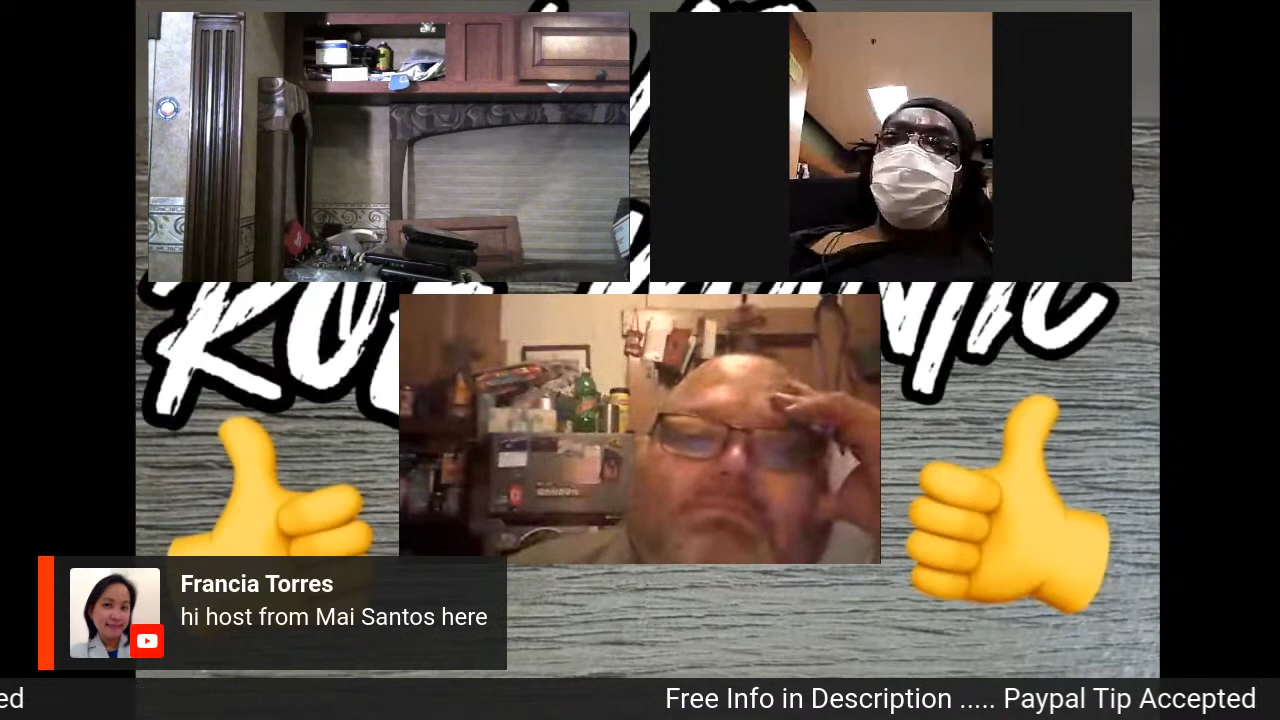 Francia Torres
hi host from Mai Santos here
ed
Free Info in Description ..... Paypal Tip Accepted